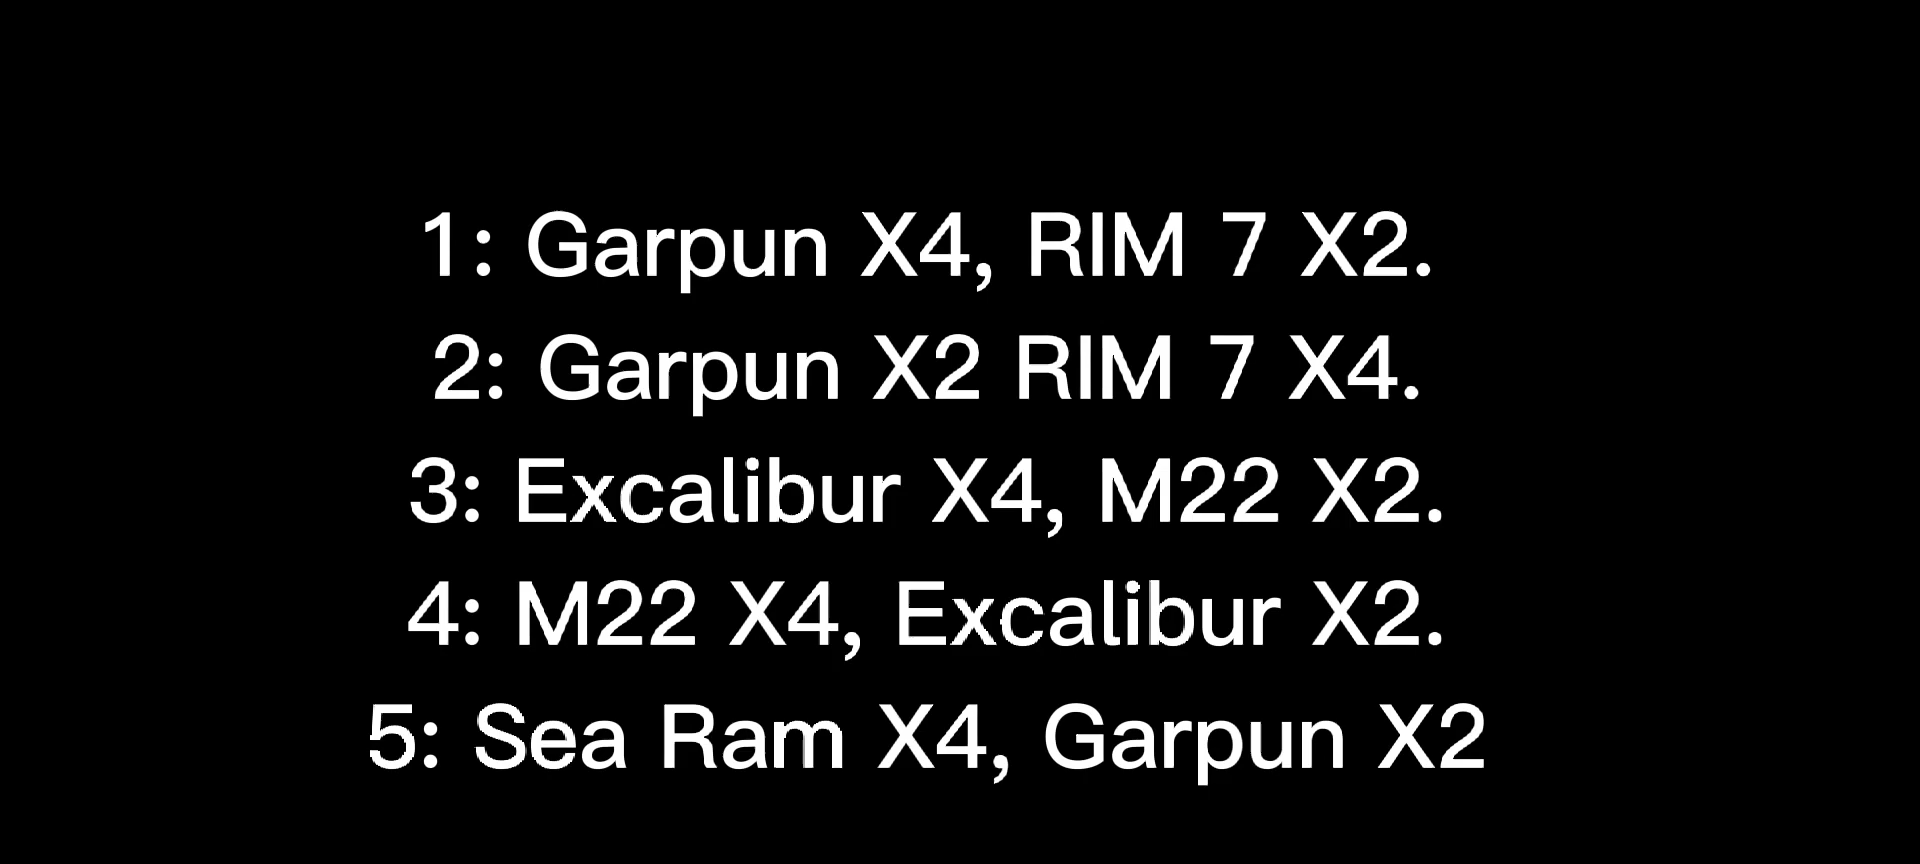 1: Garpun X4, RIM 7 X2.
2: Garpun X2 RIM 7 X4.
3: Excalibur X4, M22 X2.
4: M22 X4, Excalibur X2.
5: Sea Ram X4, Garpun X2